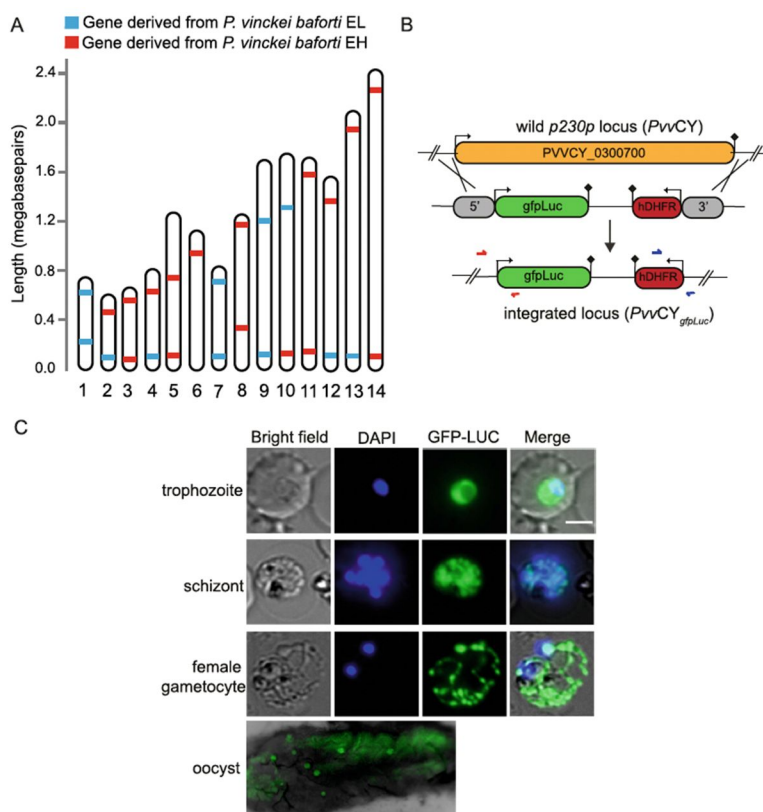 A
Gene derived from P. vinckei baforti EL
Gene derived from P. vinckei baforti EH
Length (megabasepairs)
2.4
2.0
1.6
1.2
0.8
0.4
0.0
1 2 3 4 5 6 7 8 9 10 11 12 13 14
B
wild p230p locus (PvvCY)
PVVCY_0300700
5' gfpLuc hDHFR 3'
gfpLuc hDHFR
integrated locus (PvvCYgfpLuc)
C
Bright field DAPI GFP-LUC Merge
trophozoite
schizont
female
gametocyte
oocyst